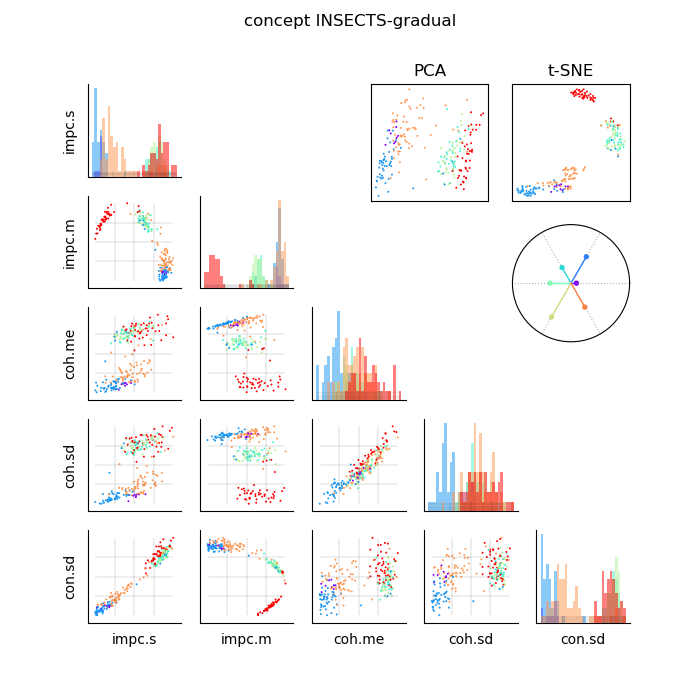 concept INSECTS-gradual
PCA
t-SNE
impc.s
impc.m
coh.me
coh.sd
con.sd
impc.s
impc.m
coh.me
coh.sd
con.sd